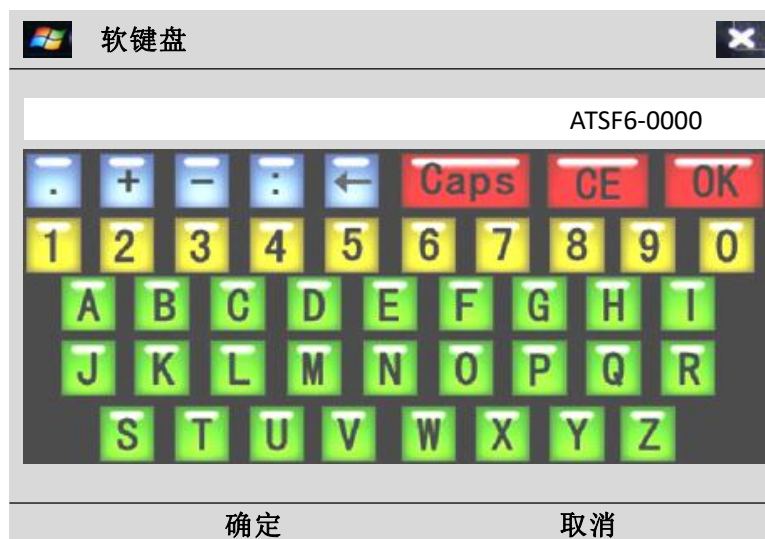 软键盘
ATSF6-0000
. + - : ← Caps CE OK
1 2 3 4 5 6 7 8 9 0
A B C D E F G H I
J K L M N O P Q R
S T U V W X Y Z
确定 取消